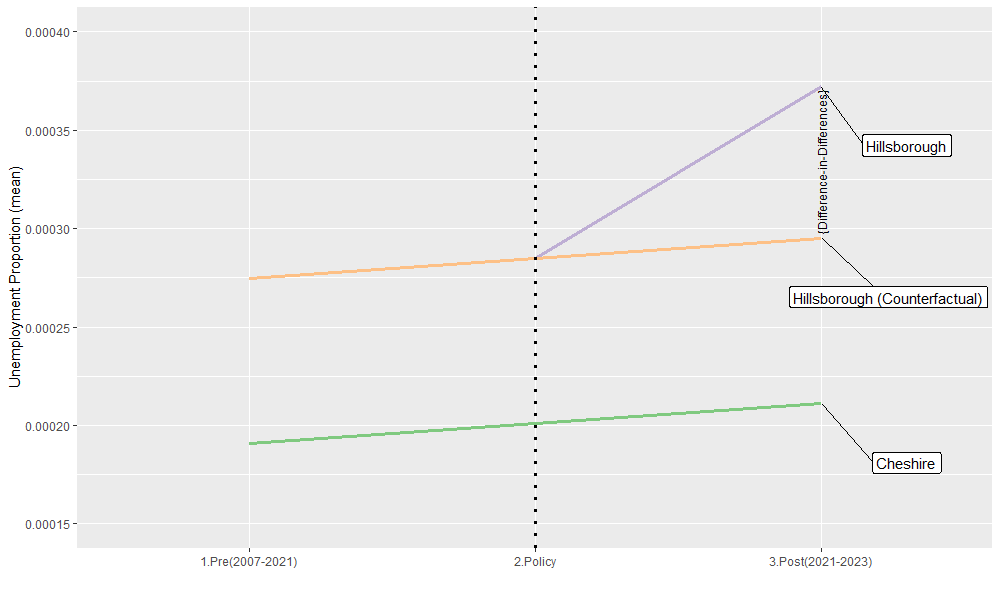 0.00040
0.00035
0.00030
0.00025
0.00020
0.00015
Unemployment Proportion (mean)
{Difference-in-Differences}
Hillsborough
Hillsborough (Counterfactual)
Cheshire
1.Pre(2007-2021)
2.Policy
3.Post(2021-2023)